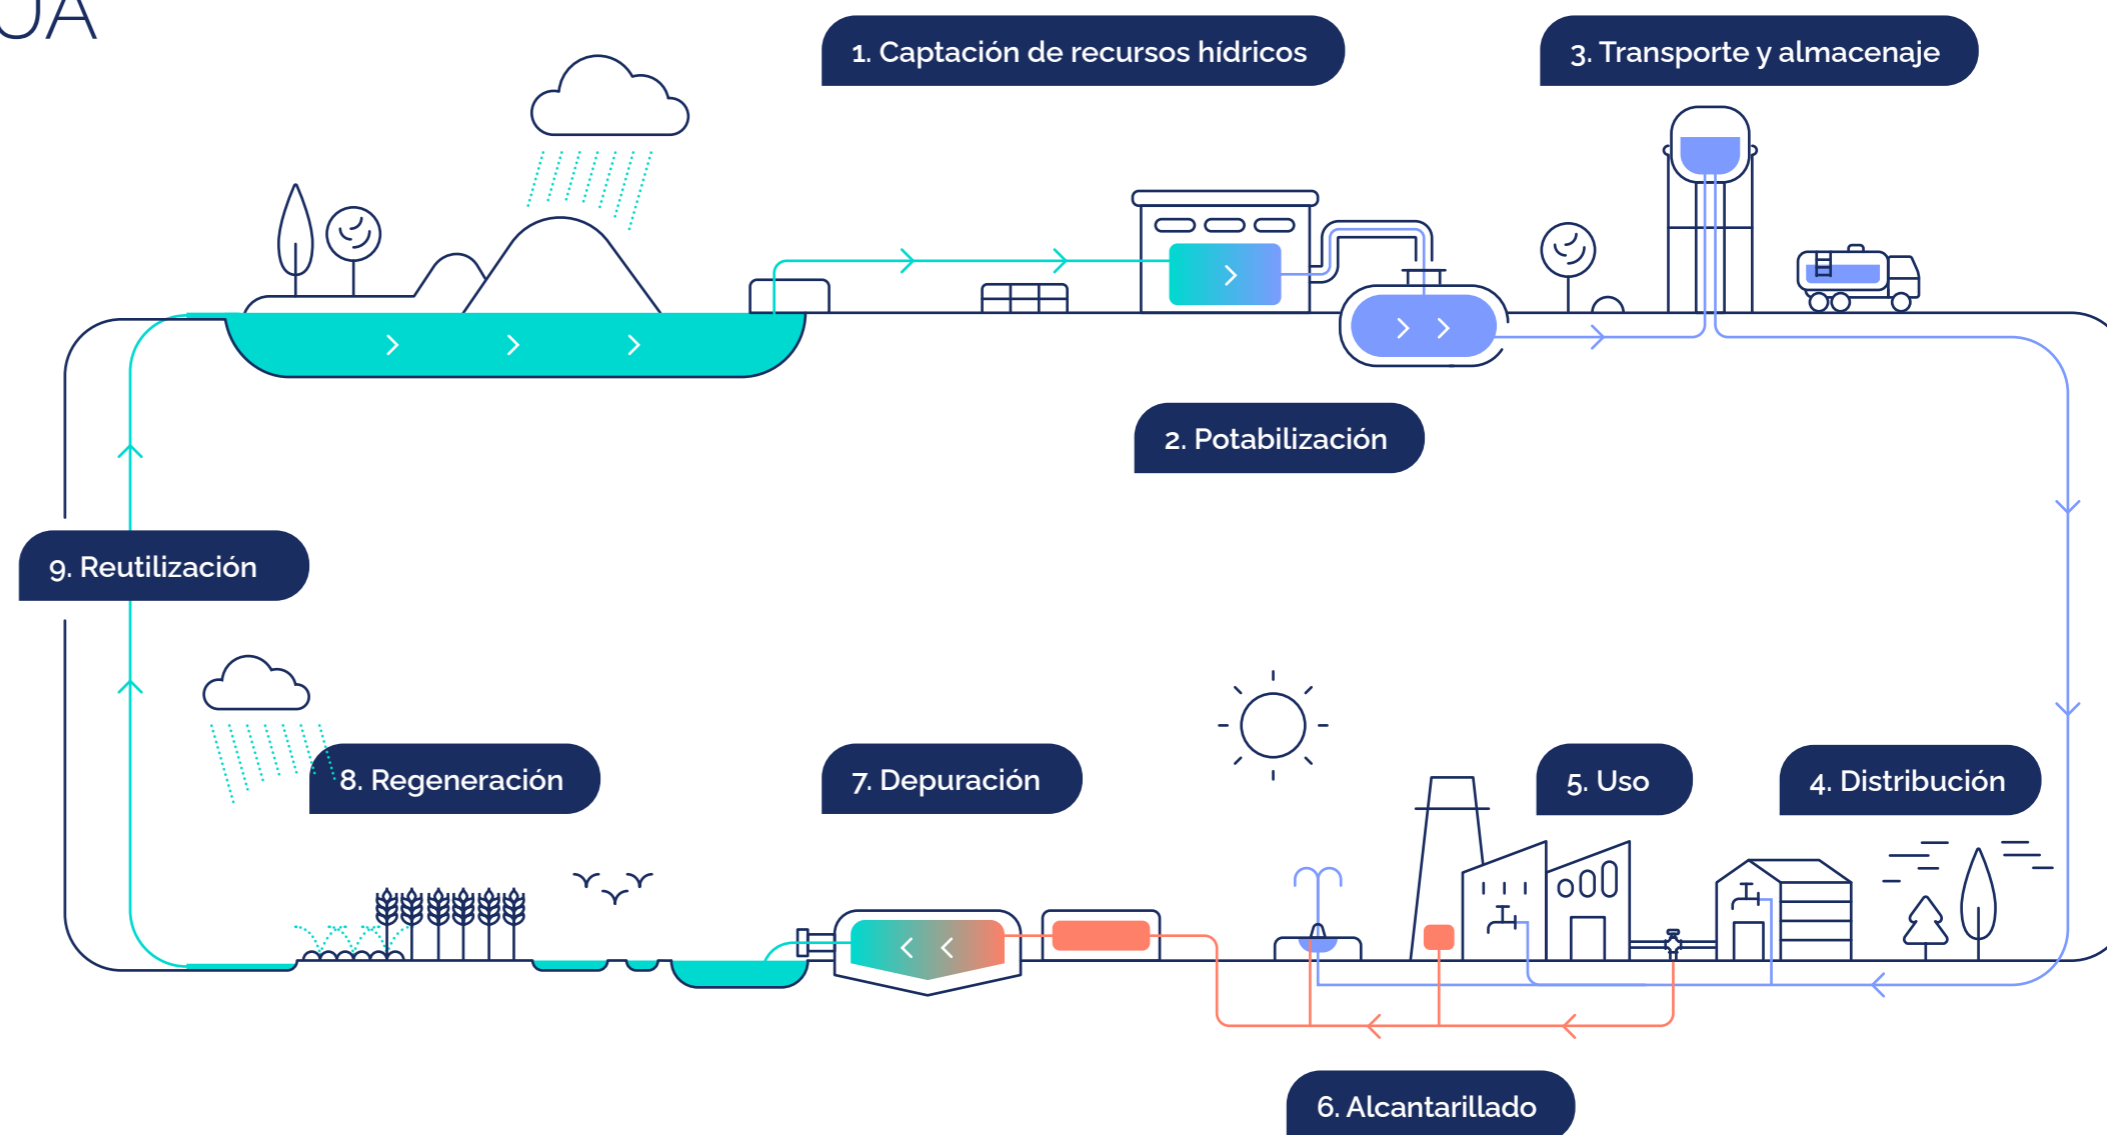 1. Captación de recursos hídricos
3. Transporte y almacenaje
2. Potabilización
9. Reutilización
8. Regeneración
7. Depuración
5. Uso
4. Distribución
6. Alcantarillado